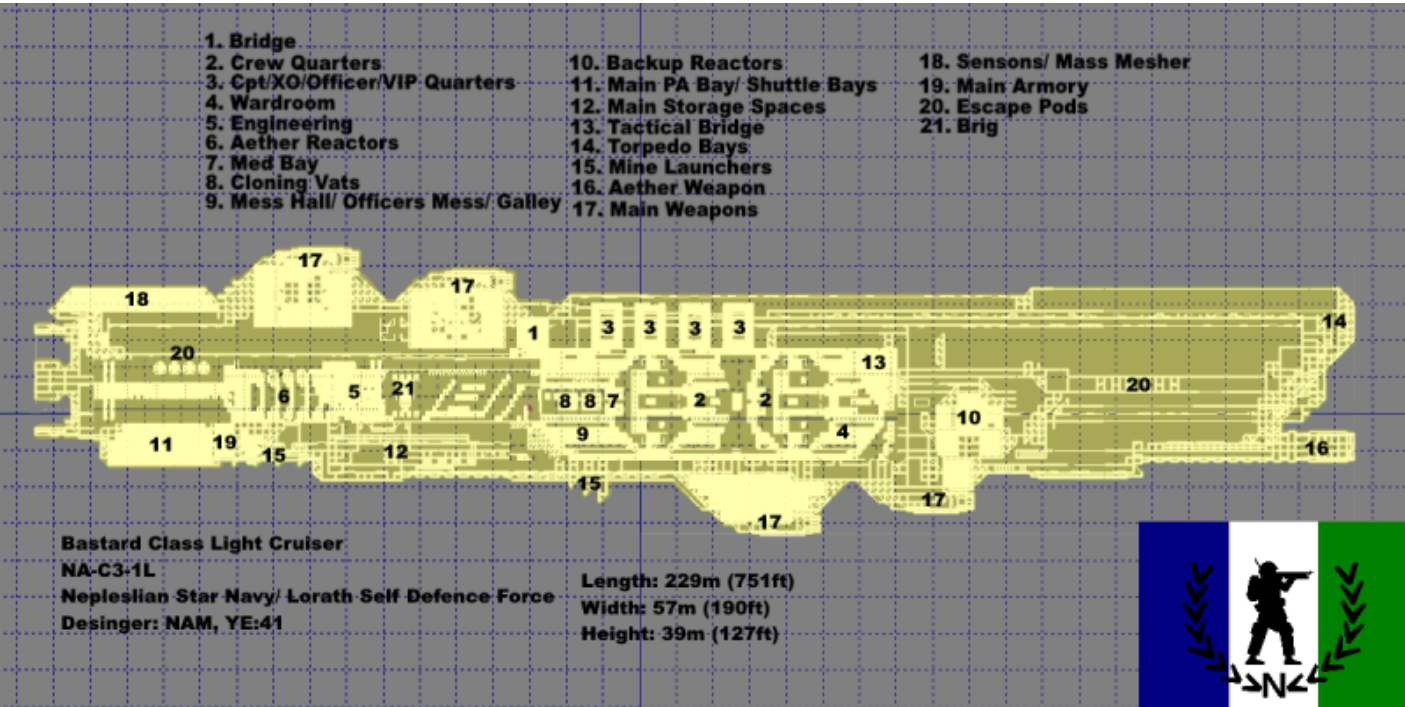 1. Bridge
2. Crew Quarters
3. Cpt/XO/Officer/VIP Quarters
4. Wardroom
5. Engineering
6. Aether Reactors
7. Med Bay
8. Cloning Vats
9. Mess Hall/ Officers Mess/ Galley
10. Backup Reactors
11. Main PA Bay/ Shuttle Bays
12. Main Storage Spaces
13. Tactical Bridge
14. Torpedo Bays
15. Mine Launchers
16. Aether Weapon
17. Main Weapons
18. Sensons/ Mass Mesher
19. Main Armory
20. Escape Pods
21. Brig
17
17
18
1
3
3
3
3
14
20
13
20
6
5
21
8
8
7
2
2
10
9
4
11
19
15
12
16
15
17
17
Bastard Class Light Cruiser
NA-C3-1L
Nepleslian Star Navy/ Lorath Self Defence Force
Desinger: NAM, YE:41
Length: 229m (751ft)
Width: 57m (190ft)
Height: 39m (127ft)
N